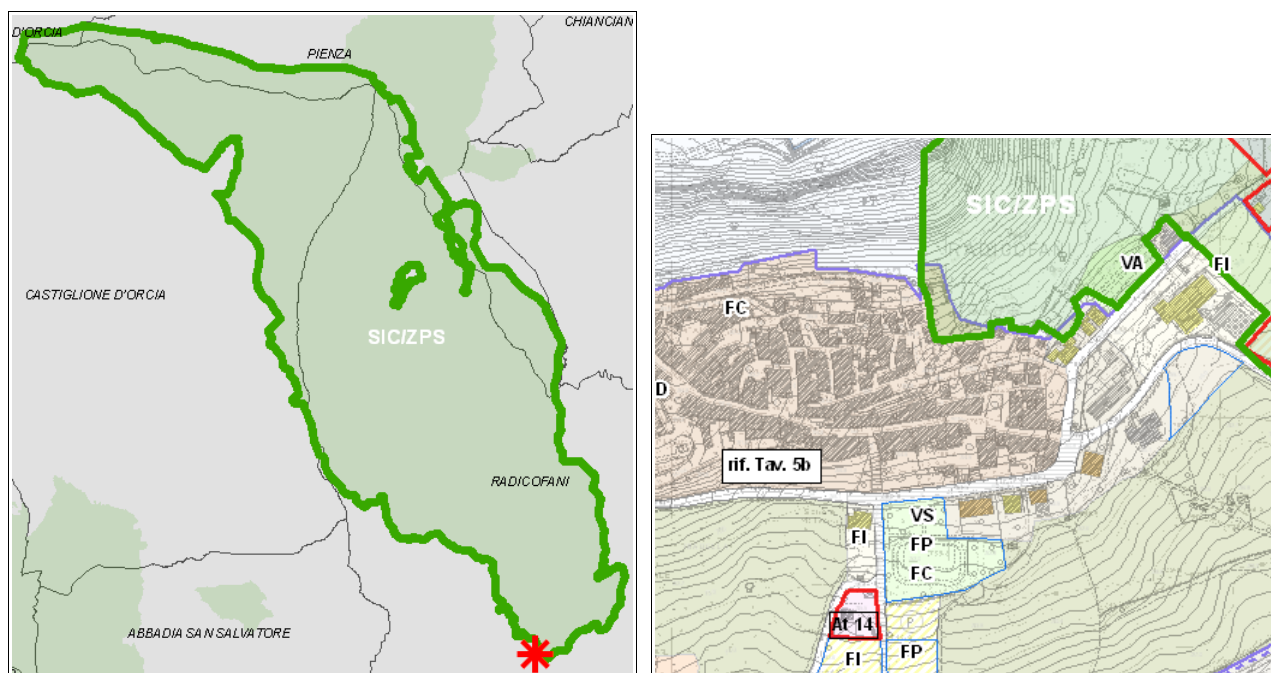 CHIANCIAN
D'ORCIA
PIENZA
CASTIGLIONE D'ORCIA
SIC/ZPS
RADICOFANI
ABBADIA SAN SALVATORE
SIC/ZPS
VA
FI
FC
D
rif. Tav. 5b
VS
FI
FP
FC
At 14
P
FI
FP